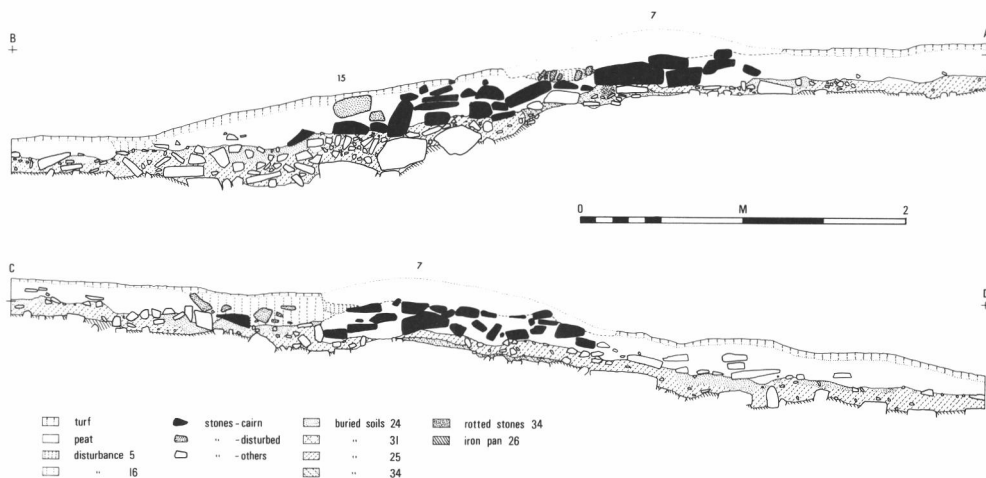 7
B A
15
0 M 2
7
C D
turf stones - cairn buried soils 24 rotted stones 34
peat " - disturbed " 31 iron pan 26
disturbance 5 " - others " 25
" 16 " 34